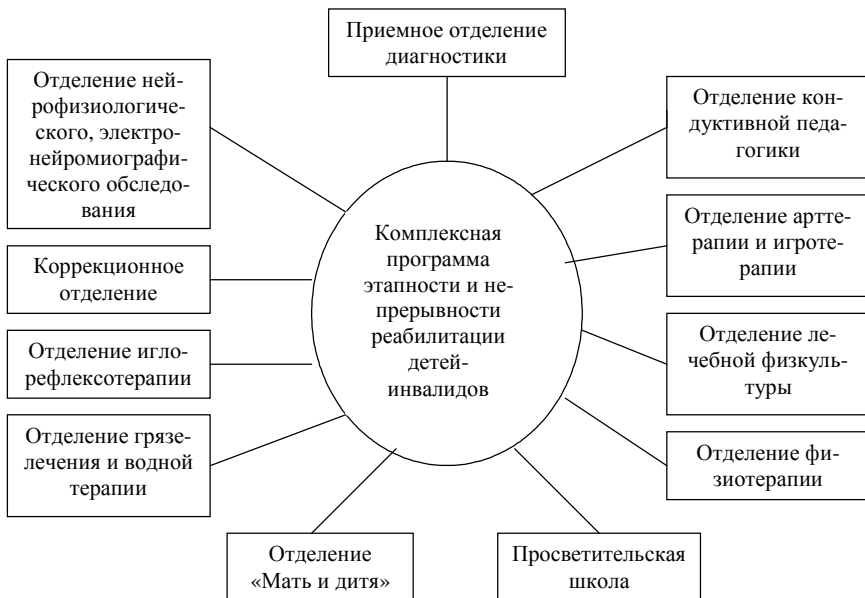 Приемное отделение
диагностики
Отделение ней-
рофизиологиче-
ского, электро-
нейромиографи-
ческого обследо-
вания
Отделение кон-
дуктивной педа-
гогики
Отделение артте-
рапии и игротe-
рапии
Комплексная
программа
этапности и не-
прерывности
реабилитации
детей-
инвалидов
Коррекционное
отделение
Отделение игло-
рефлексотерапии
Отделение ле-
чебной физкуль-
туры
Отделение грязе-
лечения и водной
терапии
Отделение фи-
зиотерапии
Отделение
«Мать и дитя»
Просветительская
школа